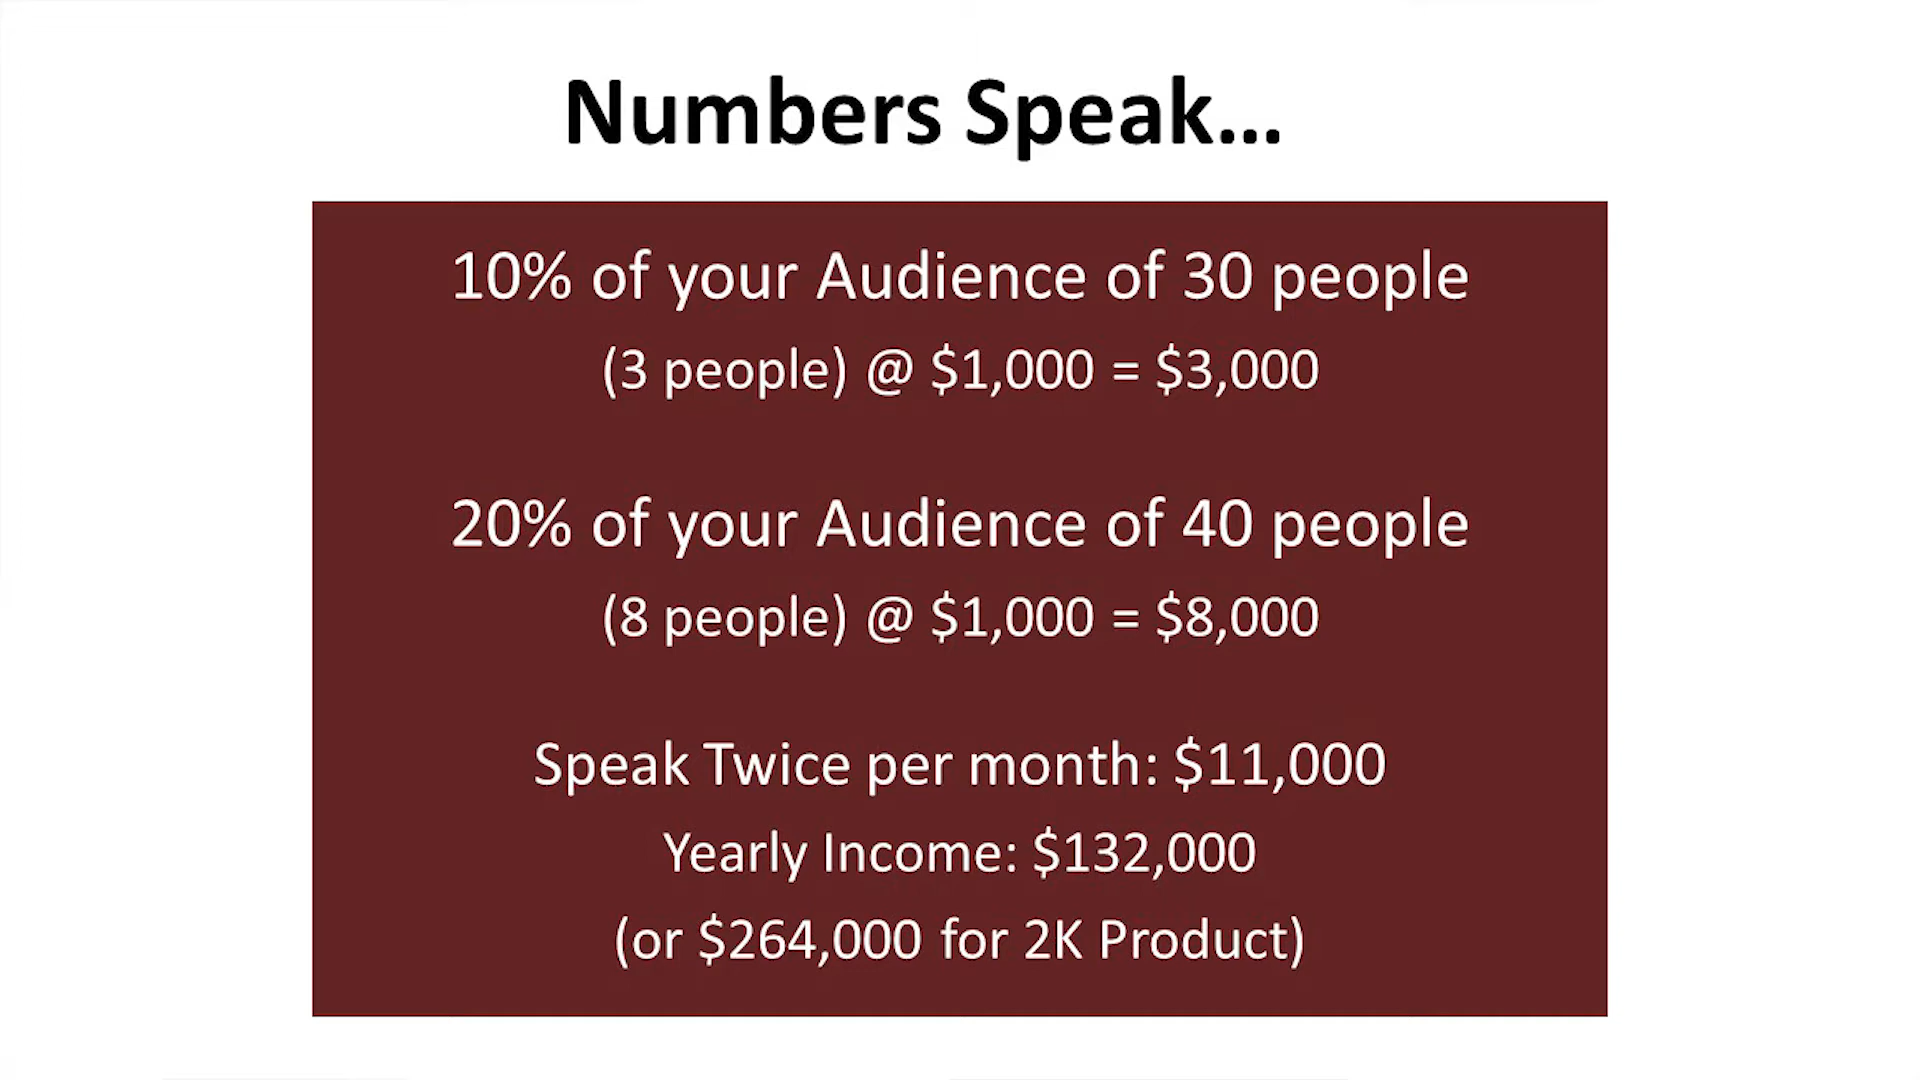 Numbers Speak...
10% of your Audience of 30 people
(3 people) @ $1,000 = $3,000
20% of your Audience of 40 people
(8 people) @ $1,000 = $8,000
Speak Twice per month: $11,000
Yearly Income: $132,000
(or $264,000 for 2K Product)